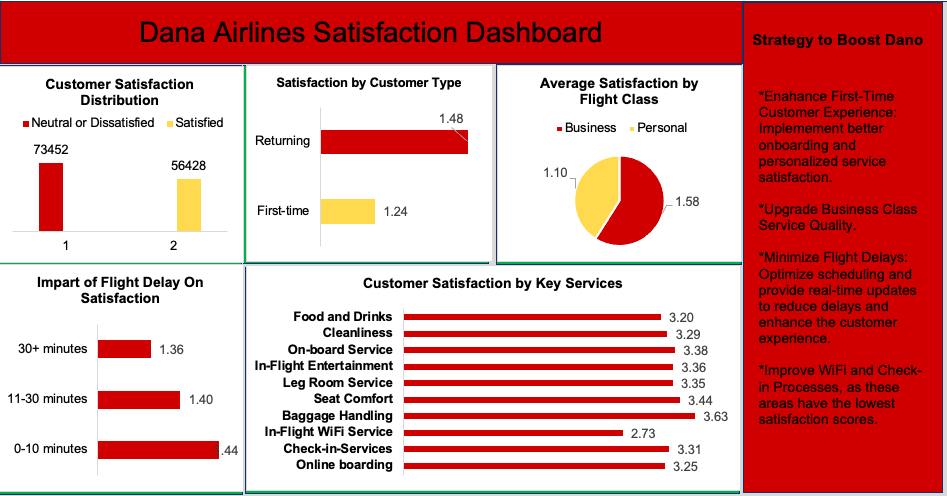 Dana Airlines Satisfaction Dashboard
Customer Satisfaction
Distribution
Neutral or Dissatisfied Satisfied
73452
56428
1 2
Satisfaction by Customer Type
Returning 1.48
First-time 1.24
Average Satisfaction by
Flight Class
Business Personal
1.10
1.58
Impart of Flight Delay On
Satisfaction
30+ minutes 1.36
11-30 minutes 1.40
0-10 minutes .44
Customer Satisfaction by Key Services
Food and Drinks 3.20
Cleanliness 3.29
On-board Service 3.38
In-Flight Entertainment 3.36
Leg Room Service 3.35
Seat Comfort 3.44
Baggage Handling 3.63
In-Flight WiFi Service 2.73
Check-in-Services 3.31
Online boarding 3.25
Strategy to Boost Dano
*Enahance First-Time
Customer Experience:
Implemement better
onboarding and
personalized service
satisfaction.
*Upgrade Business Class
Service Quality.
*Minimize Flight Delays:
Optimize scheduling and
provide real-time updates
to reduce delays and
enhance the customer
experience.
*Improve WiFi and Check-
in Processes, as these
areas have the lowest
satisfaction scores.